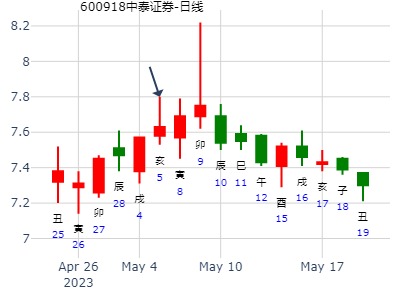 600918中泰证券-日线
8.2
8
7.8
7.6
7.4
7.2
7
丑 25
寅 26
卯 27
辰 28
戌 4
亥 5
寅 8
卯 9
辰 10
巳 11
午 12
酉 15
戌 16
亥 17
子 18
丑 19
Apr 26
2023
May 4
May 10
May 17